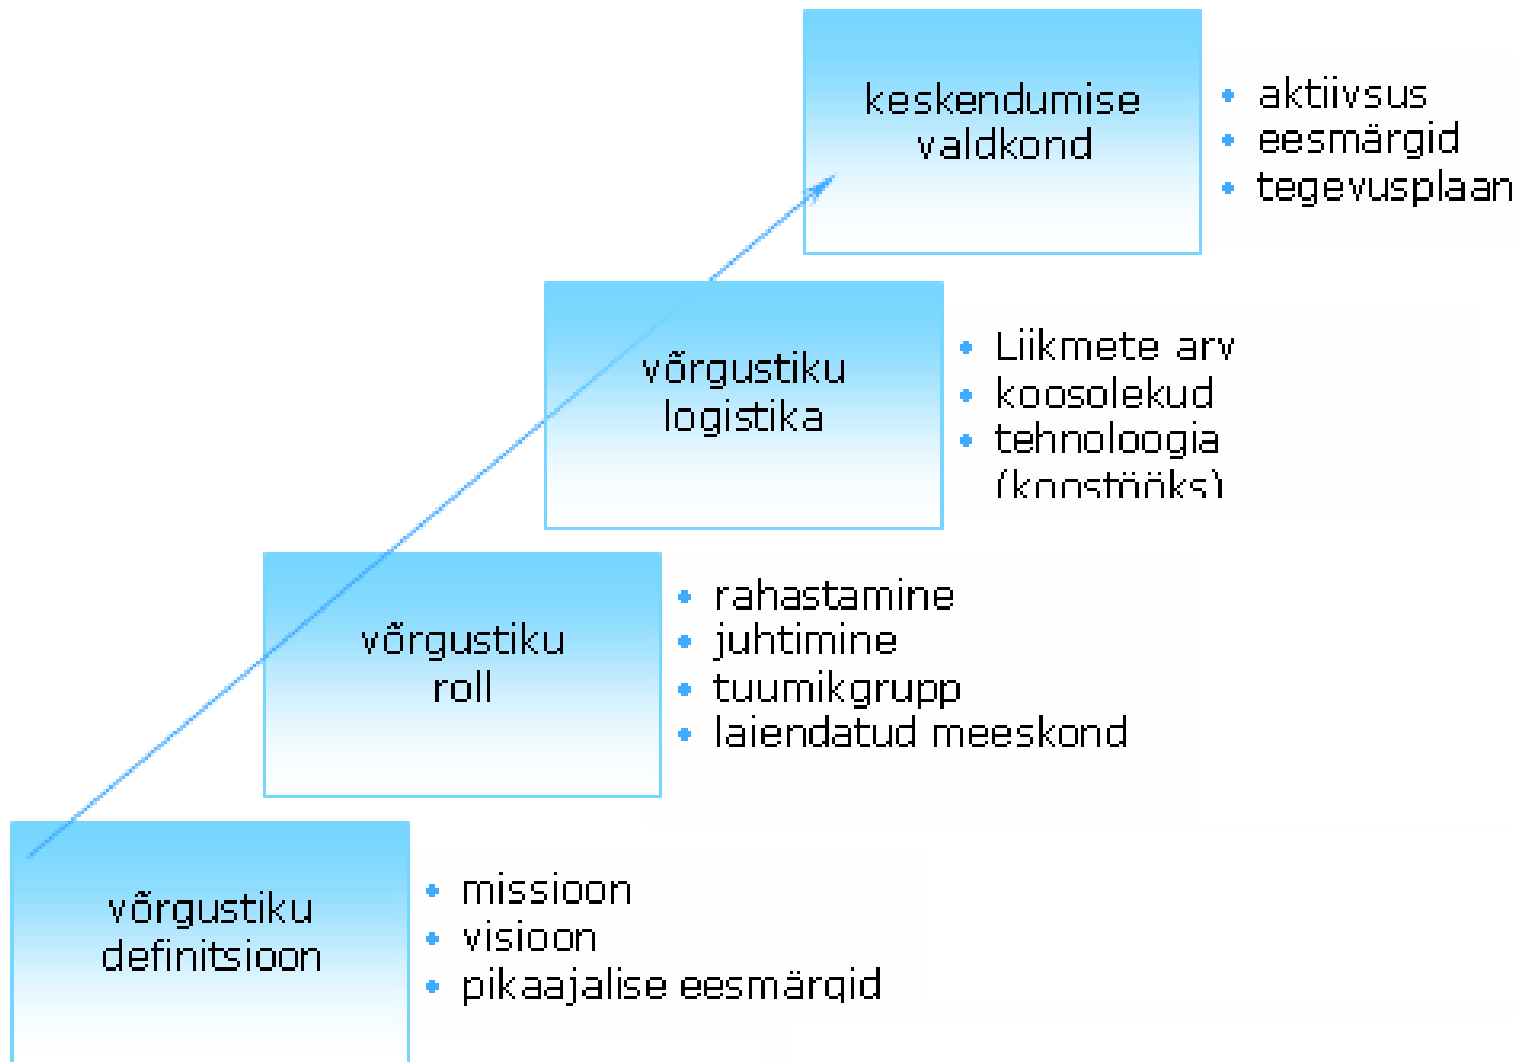 keskendumise
valdkond
• aktiivsus
• eesmärgid
• tegevusplaan
võrgustiku
logistika
• Liikmete arv
• koosolekud
• tehnoloogia
(koostööks)
võrgustiku
roll
• rahastamine
• juhtimine
• tuumikgrupp
• laiendatud meeskond
võrgustiku
definitsioon
• missioon
• visioon
• pikaajalise eesmärgid